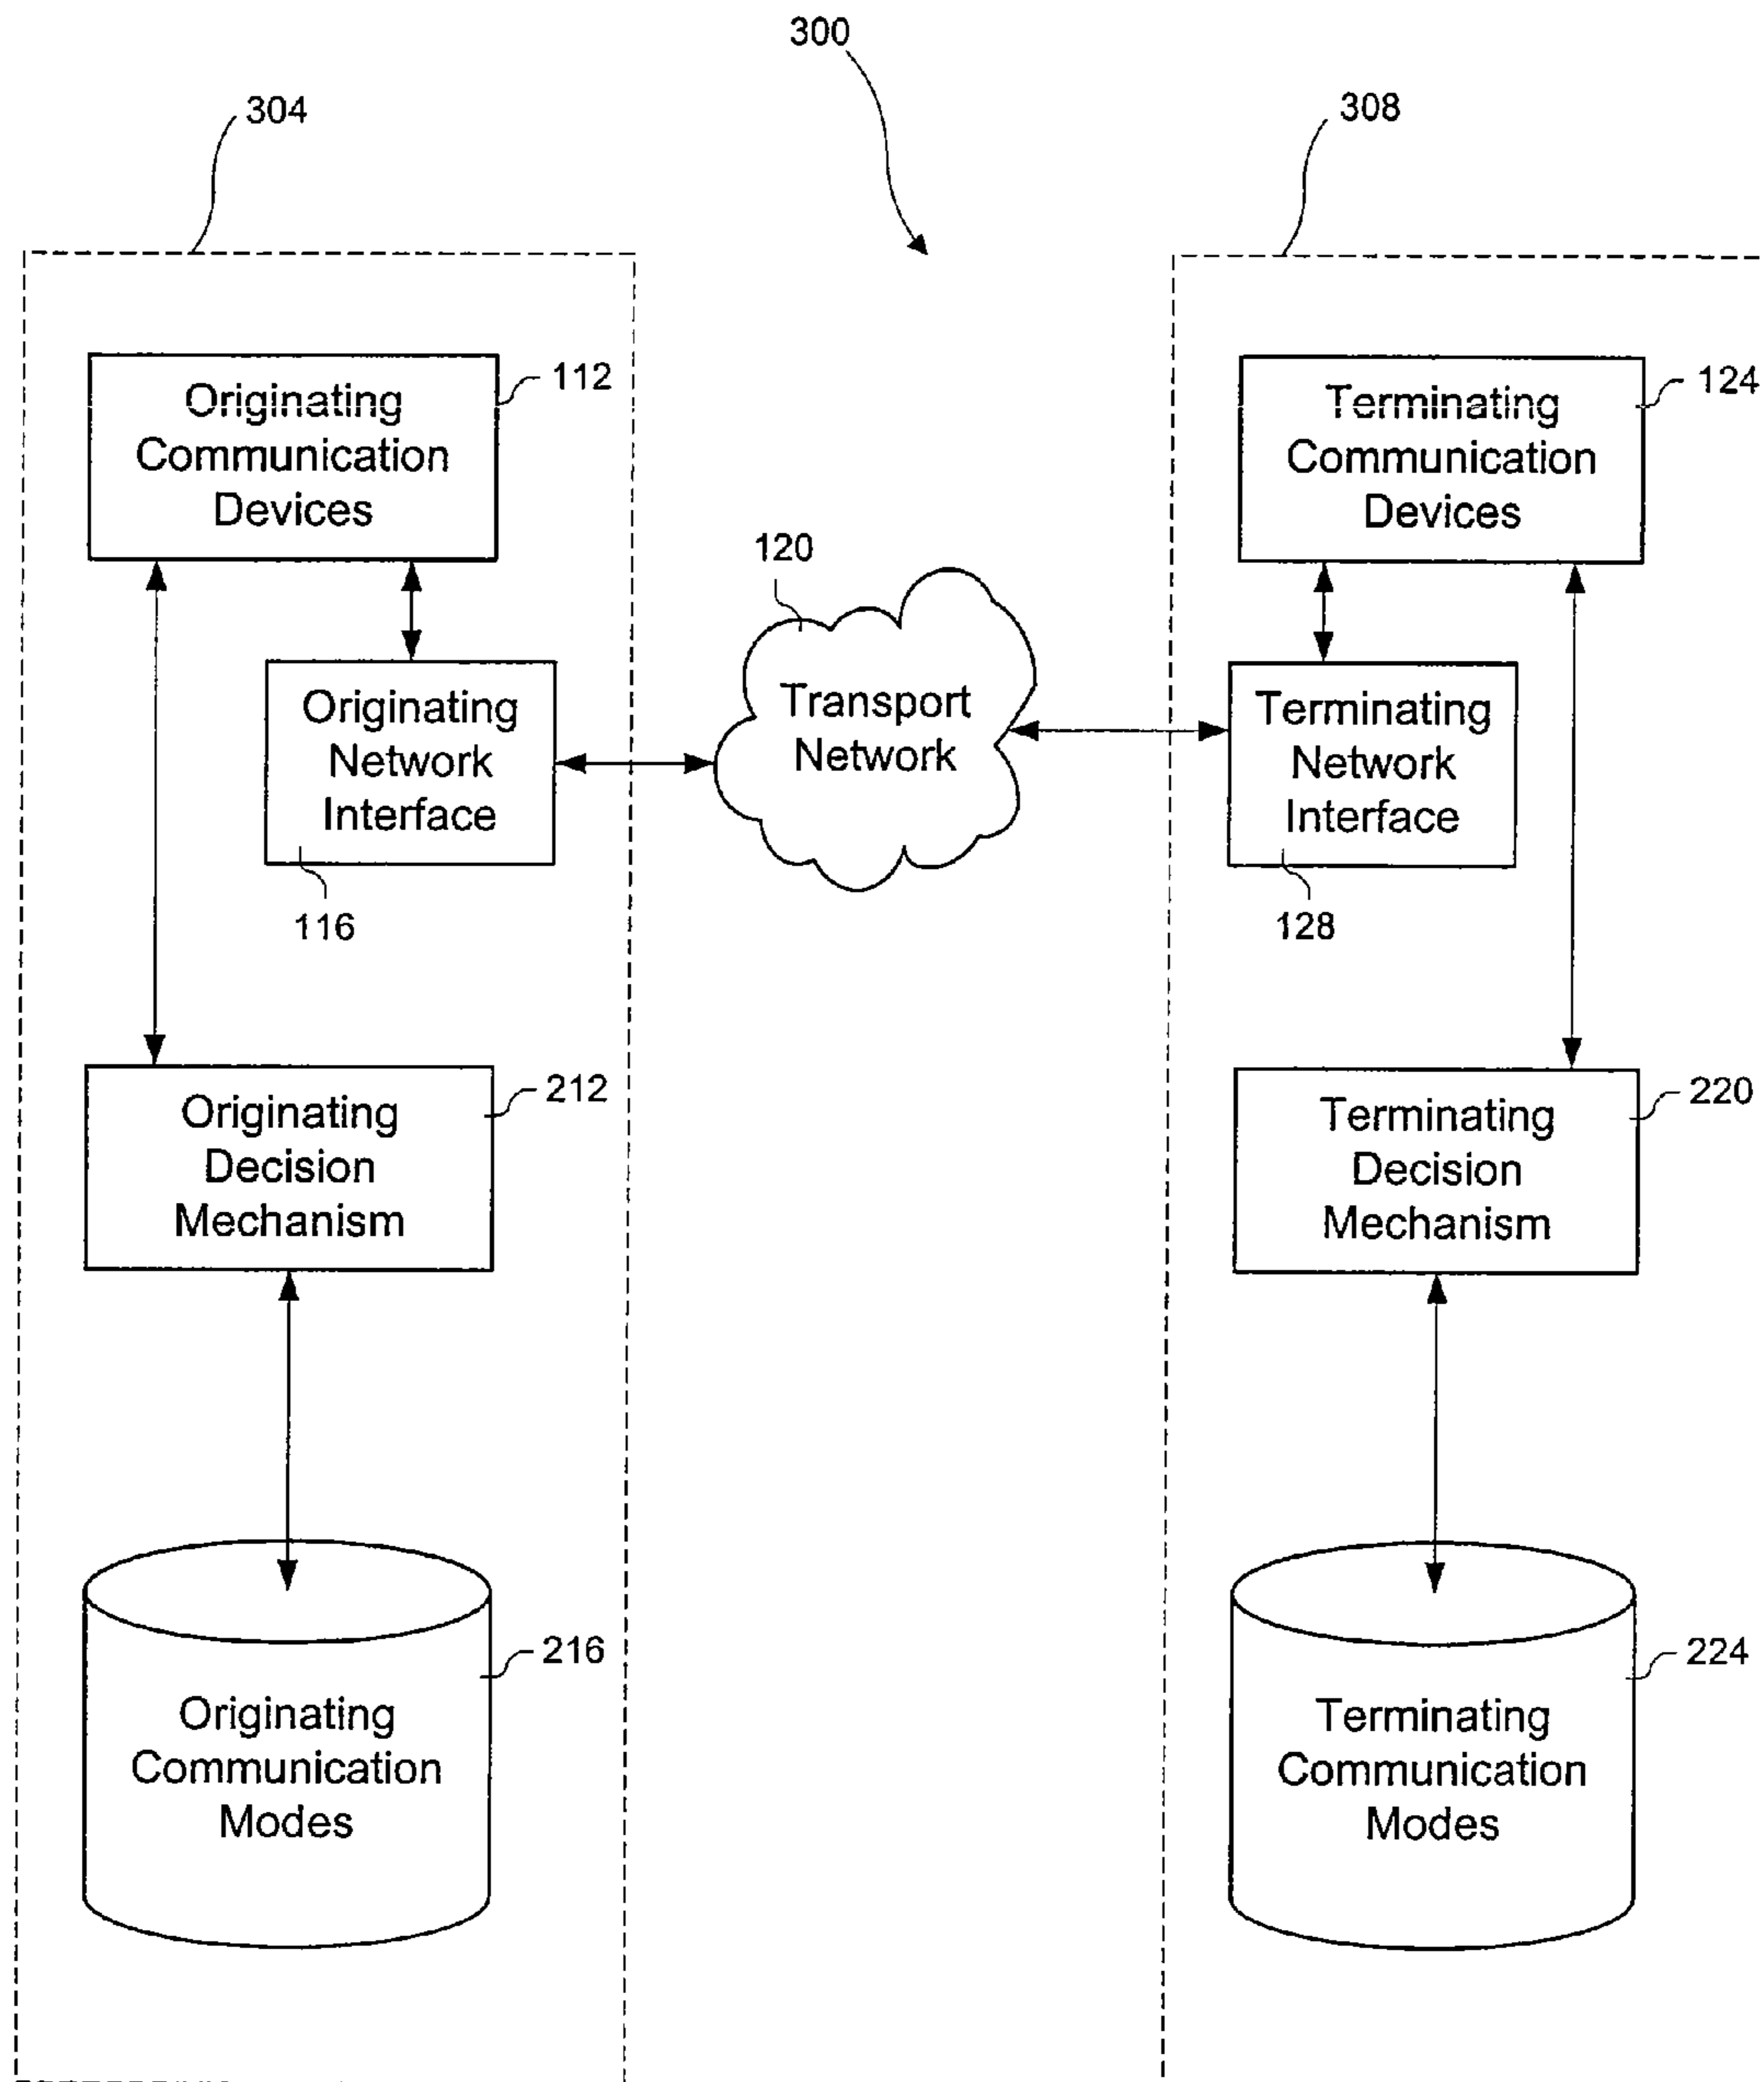 300
304
308
Originating
Communication
Devices
112
Terminating
Communication
Devices
124
120
Transport
Network
Originating
Network
Interface
116
Terminating
Network
Interface
128
Originating
Decision
Mechanism
212
Terminating
Decision
Mechanism
220
Originating
Communication
Modes
216
Terminating
Communication
Modes
224